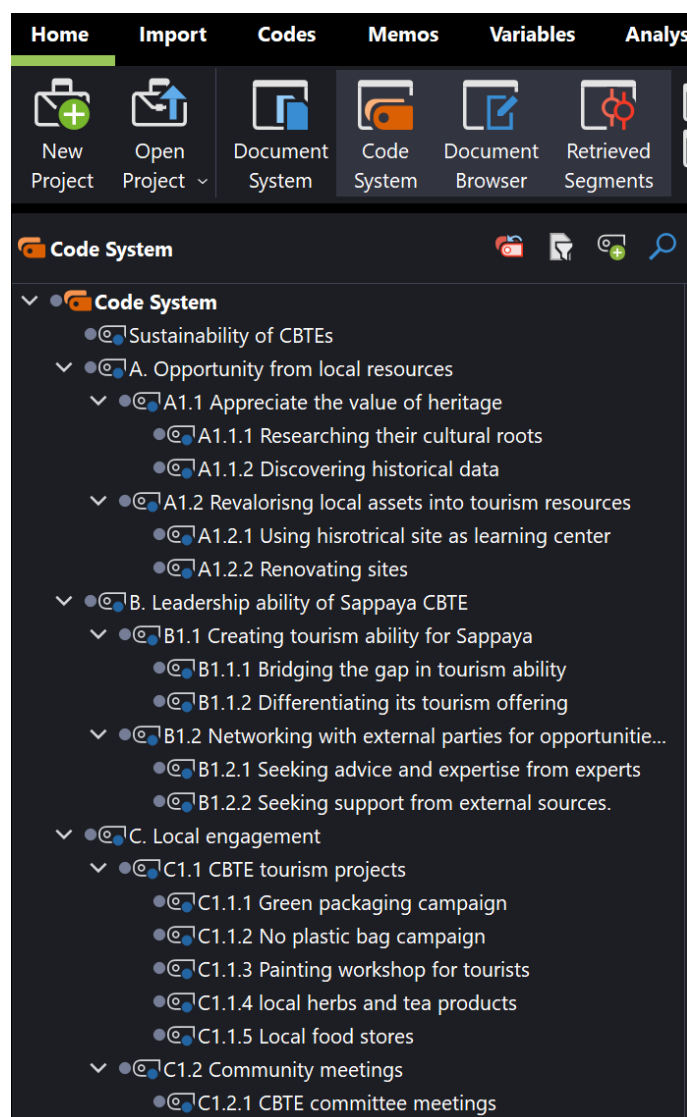 Home Import Codes Memos Variables Analys
New Project
Open Project
Document System
Code System
Document Browser
Retrieved Segments
Code System
Code System
Sustainability of CBTEs
A. Opportunity from local resources
A1.1 Appreciate the value of heritage
A1.1.1 Researching their cultural roots
A1.1.2 Discovering historical data
A1.2 Revalorisng local assets into tourism resources
A1.2.1 Using hisrotrical site as learning center
A1.2.2 Renovating sites
B. Leadership ability of Sappaya CBTE
B1.1 Creating tourism ability for Sappaya
B1.1.1 Bridging the gap in tourism ability
B1.1.2 Differentiating its tourism offering
B1.2 Networking with external parties for opportunitie...
B1.2.1 Seeking advice and expertise from experts
B1.2.2 Seeking support from external sources.
C. Local engagement
C1.1 CBTE tourism projects
C1.1.1 Green packaging campaign
C1.1.2 No plastic bag campaign
C1.1.3 Painting workshop for tourists
C1.1.4 local herbs and tea products
C1.1.5 Local food stores
C1.2 Community meetings
C1.2.1 CBTE committee meetings